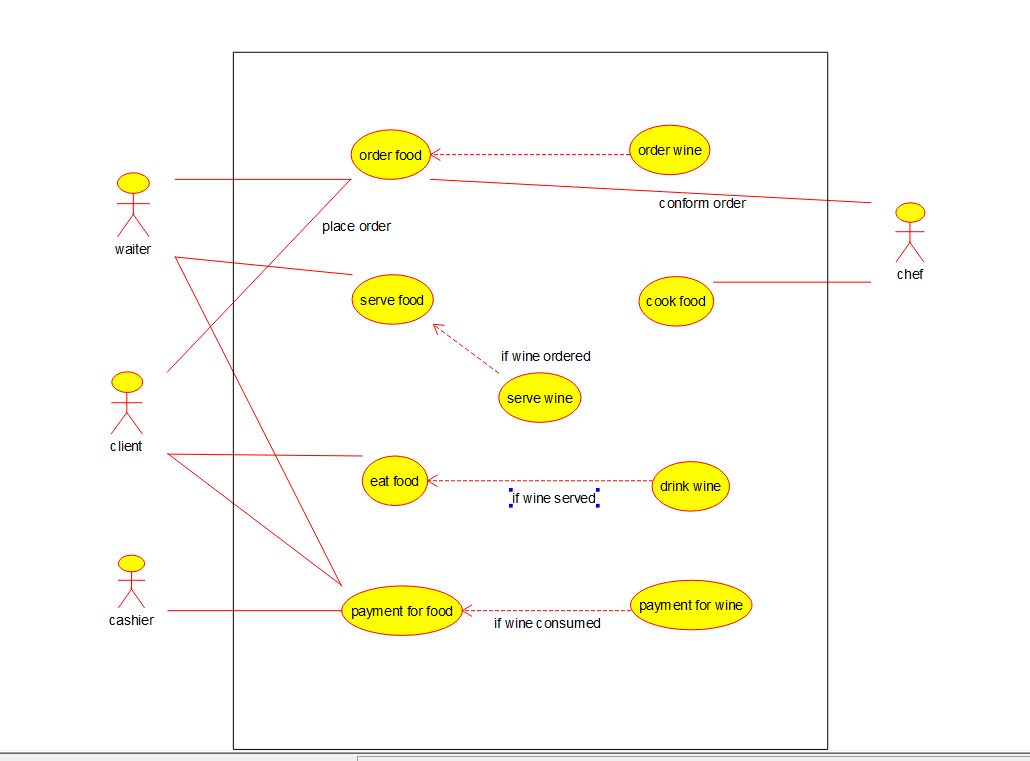 order food
order wine
conform order
waiter
place order
chef
serve food
cook food
if wine ordered
serve wine
client
eat food
drink wine
if wine served
cashier
payment for food
payment for wine
if wine consumed